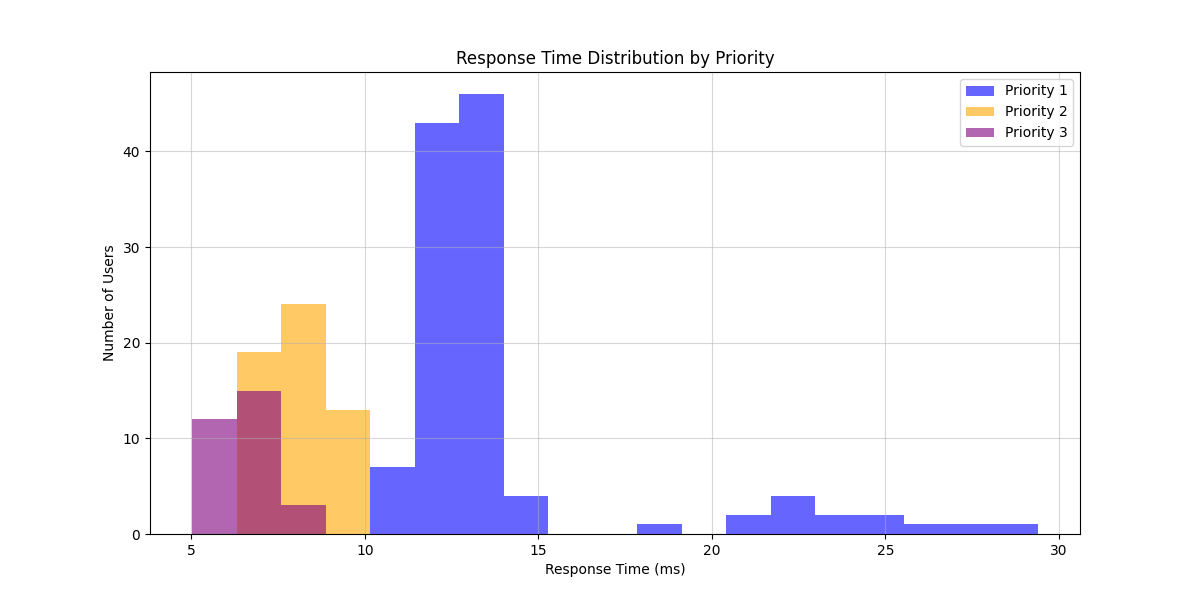 Response Time Distribution by Priority
Priority 1
Priority 2
Priority 3
Number of Users
40
30
20
10
0
5 10 15 20 25 30
Response Time (ms)